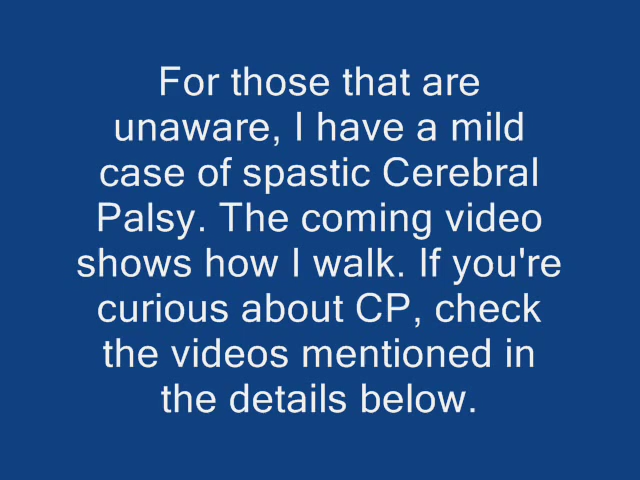 For those that are
unaware, I have a mild
case of spastic Cerebral
Palsy. The coming video
shows how I walk. If you're
curious about CP, check
the videos mentioned in
the details below.